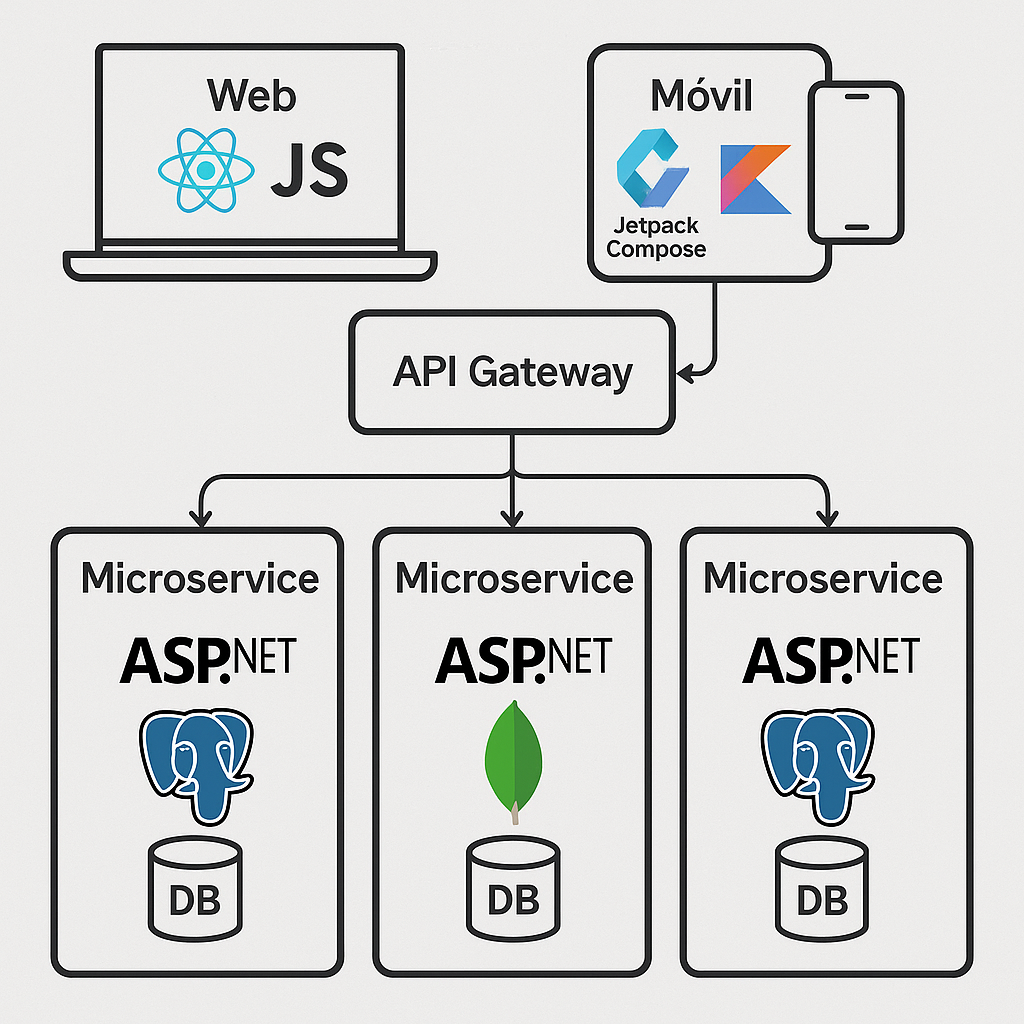 Web
JS
Móvil
Jetpack
Compose
API Gateway
Microservice
ASP.NET
DB
Microservice
ASP.NET
DB
Microservice
ASP.NET
DB